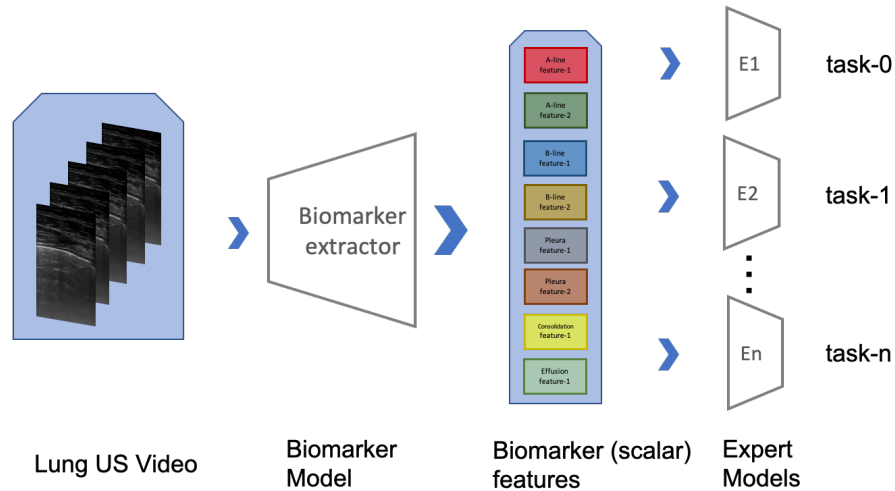 Biomarker
extractor
A-line
feature-1
A-line
feature-2
B-line
feature-1
B-line
feature-2
Pleura
feature-1
Pleura
feature-2
Consolidation
feature-1
Effusion
feature-1
E1
task-0
E2
task-1
En
task-n
Lung US Video
Biomarker
Model
Biomarker (scalar)
features
Expert
Models